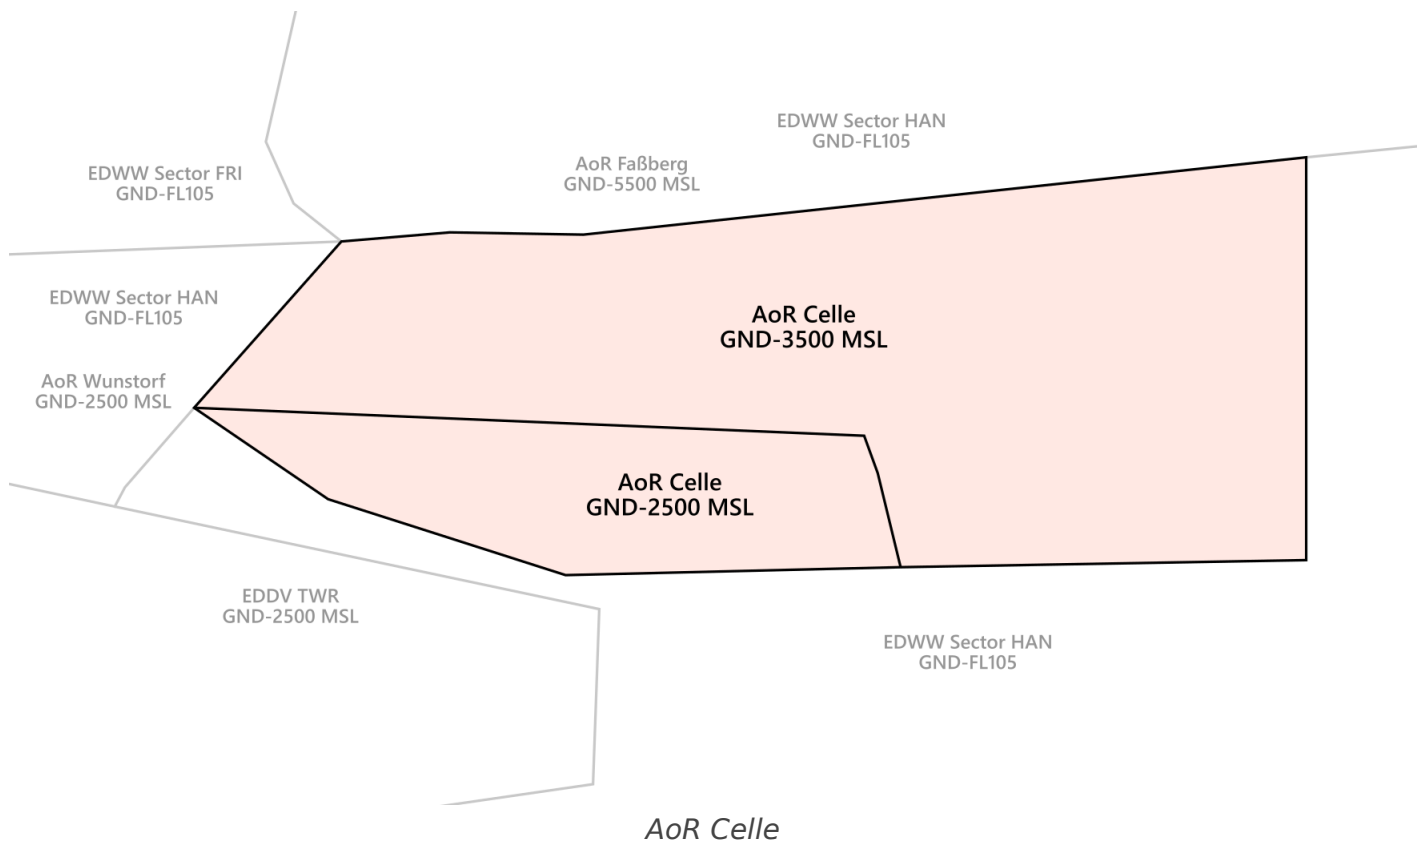 EDWW Sector HAN
GND-FL105
AoR Faßberg
GND-5500 MSL
EDWW Sector FRI
GND-FL105
EDWW Sector HAN
GND-FL105
AoR Celle
GND-3500 MSL
AoR Wunstorf
GND-2500 MSL
AoR Celle
GND-2500 MSL
EDDV TWR
GND-2500 MSL
EDWW Sector HAN
GND-FL105
AoR Celle